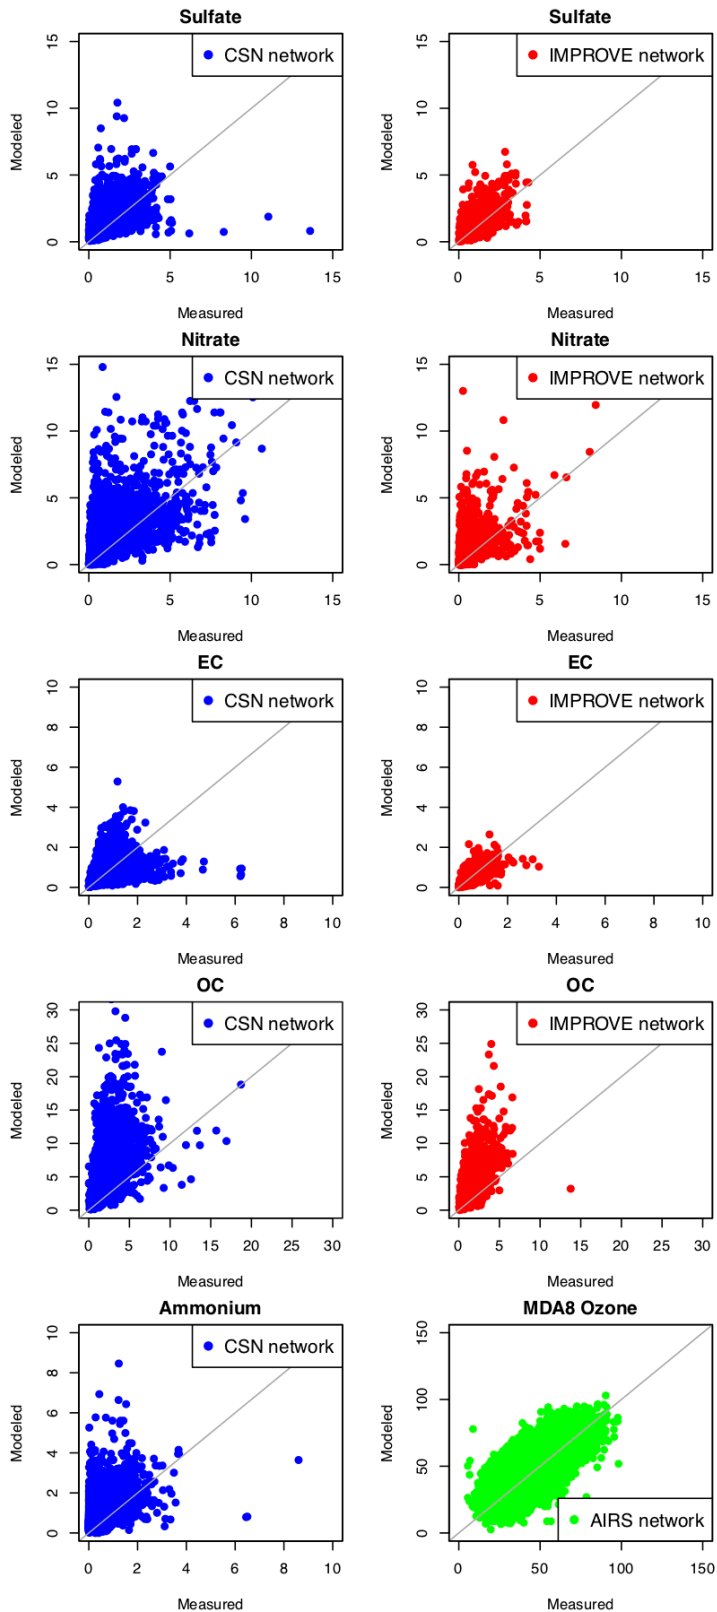 Sulfate
CSN network
Modeled
15
10
5
0
0 5 10 15
Measured
Sulfate
IMPROVE network
Modeled
15
10
5
0
0 5 10 15
Measured
Nitrate
CSN network
Modeled
15
10
5
0
0 5 10 15
Measured
Nitrate
IMPROVE network
Modeled
15
10
5
0
0 5 10 15
Measured
EC
CSN network
Modeled
10
8
6
4
2
0
0 2 4 6 8 10
Measured
EC
IMPROVE network
Modeled
10
8
6
4
2
0
0 2 4 6 8 10
Measured
OC
CSN network
Modeled
30
25
20
15
10
5
0
0 5 10 15 20 25 30
Measured
OC
IMPROVE network
Modeled
30
25
20
15
10
5
0
0 5 10 15 20 25 30
Measured
Ammonium
CSN network
Modeled
10
8
6
4
2
0
0 2 4 6 8 10
Measured
MDA8 Ozone
Modeled
150
100
50
0
AIRS network
0 50 100 150
Measured